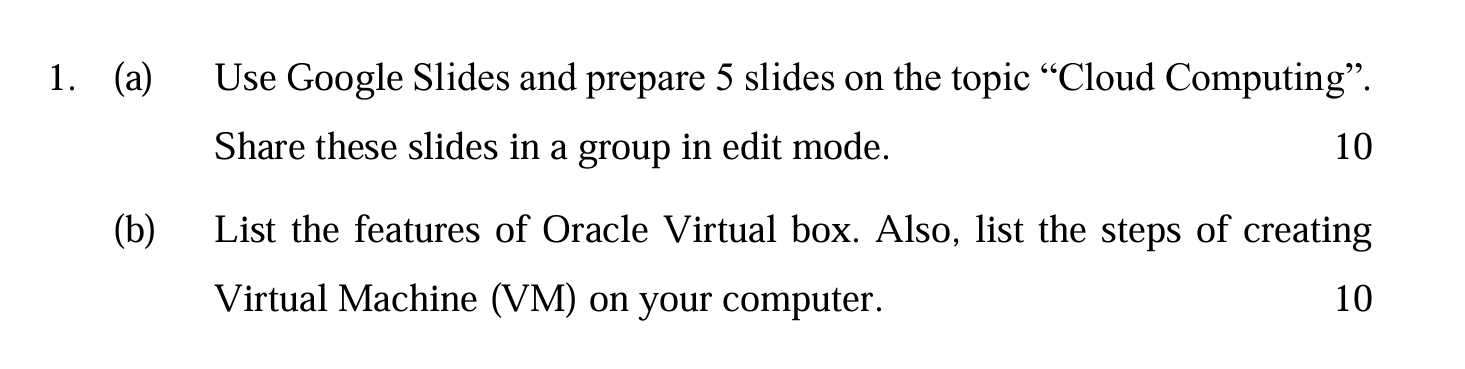 1. (a) Use Google Slides and prepare 5 slides on the topic “Cloud Computing”.
Share these slides in a group in edit mode. 10
(b) List the features of Oracle Virtual box. Also, list the steps of creating
Virtual Machine (VM) on your computer. 10